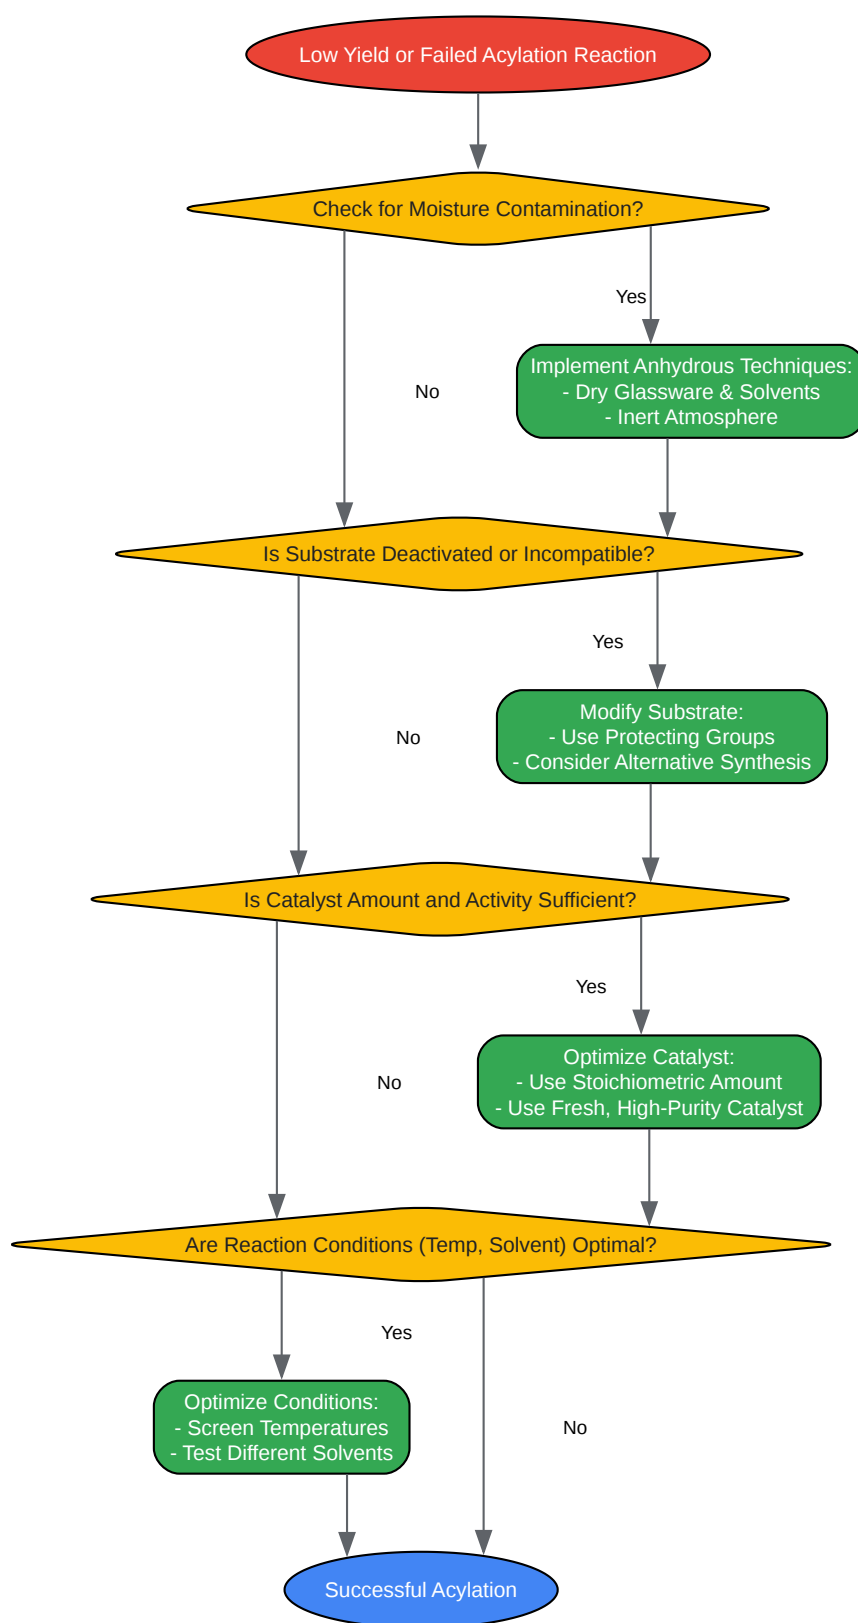 Low Yield or Failed Acylation Reaction
Check for Moisture Contamination?
Yes
Implement Anhydrous Techniques:
- Dry Glassware & Solvents
- Inert Atmosphere
No
Is Substrate Deactivated or Incompatible?
Yes
Modify Substrate:
- Use Protecting Groups
- Consider Alternative Synthesis
No
Is Catalyst Amount and Activity Sufficient?
Yes
Optimize Catalyst:
- Use Stoichiometric Amount
- Use Fresh, High-Purity Catalyst
No
Are Reaction Conditions (Temp, Solvent) Optimal?
Yes
Optimize Conditions:
- Screen Temperatures
- Test Different Solvents
No
Successful Acylation